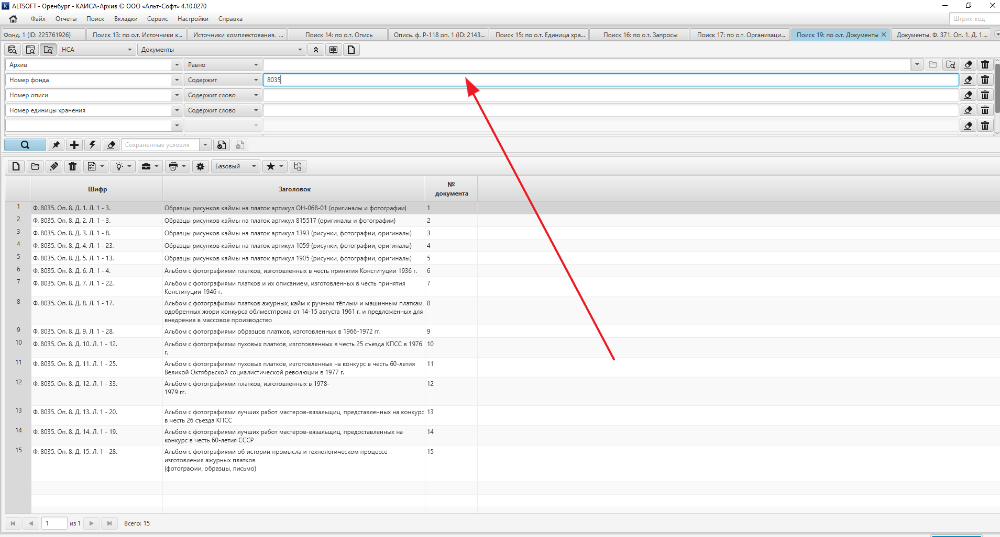 ALTSOFT - Оренбург - КАИСА-Архив © ООО «Альт-Софт» 4.10.0270
Файл Отчеты Поиск Вкладки Сервис Настройки Справка Штрих-код
Фонд. 1 (ID: 225761926) Поиск 13: по о.т. Источники к... Источники комплектования. ... Поиск 14: по о.т. Опись Опись. ф. Р-118 оп. 1 (ID: 2143... Поиск 15: по о.т. Единица хра... Поиск 16: по о.т. Запросы Поиск 17: по о.т. Организаци... Поиск 19: по о.т. Документы Документы. Ф. 371. Оп. 1. Д. 1....
НСА Документы
Архив Равно
Номер фонда Содержит 8035
Номер описи Содержит слово
Номер единицы хранения Содержит слово
Сохраненные условия
Базовый
Шифр Заголовок № документа
1 Ф. 8035. Оп. 8. Д. 1. Л. 1 - 3. Образцы рисунков каймы на платок артикул ОН-068-01 (оригиналы и фотографии) 1
2 Ф. 8035. Оп. 8. Д. 2. Л. 1 - 3. Образцы рисунков каймы на платок артикул 815517 (оригиналы и фотографии) 2
3 Ф. 8035. Оп. 8. Д. 3. Л. 1 - 8. Образцы рисунков каймы на платок артикул 1393 (рисунки, фотографии, оригиналы) 3
4 Ф. 8035. Оп. 8. Д. 4. Л. 1 - 23. Образцы рисунков каймы на платок артикул 1059 (рисунки, фотографии, оригиналы) 4
5 Ф. 8035. Оп. 8. Д. 5. Л. 1 - 13. Образцы рисунков каймы на платок артикул 1905 (рисунки, фотографии, оригиналы) 5
6 Ф. 8035. Оп. 8. Д. 6. Л. 1 - 4. Альбом с фотографиями платков, изготовленных в честь принятия Конституции 1936 г. 6
7 Ф. 8035. Оп. 8. Д. 7. Л. 1 - 22. Альбом с фотографиями платков и их описанием, изготовленных в честь принятия 7
Конституции 1946 г.
8 Ф. 8035. Оп. 8. Д. 8. Л. 1 - 17. Альбом с фотографиями платков ажурных, кайм к ручным тёплым и машинным платкам, 8
одобренных жюри конкурса облместпрома от 14-15 августа 1961 г. и предложенных для
внедрения в массовое производство
9 Ф. 8035. Оп. 8. Д. 9. Л. 1 - 28. Альбом с фотографиями образцов платков, изготовленных в 1966-1972 гг. 9
10 Ф. 8035. Оп. 8. Д. 10. Л. 1 - 12. Альбом с фотографиями пуховых платков, изготовленных в честь 25 съезда КПСС в 1976 10
г.
11 Ф. 8035. Оп. 8. Д. 11. Л. 1 - 25. Альбом с фотографиями пуховых платков, изготовленных на конкурс в честь 60-летия 11
Великой Октябрьской социалистической революции в 1977 г.
12 Ф. 8035. Оп. 8. Д. 12. Л. 1 - 33. Альбом с фотографиями платков, изготовленных в 1978- 12
1979 гг.
13 Ф. 8035. Оп. 8. Д. 13. Л. 1 - 20. Альбом с фотографиями лучших работ мастеров-вязальщиц, представленных на конкурс 13
в честь 26 съезда КПСС
14 Ф. 8035. Оп. 8. Д. 14. Л. 1 - 19. Альбом с фотографиями лучших работ мастеров-вязальщиц, предоставленных на 14
конкурс в честь 60-летия СССР
15 Ф. 8035. Оп. 8. Д. 15. Л. 1 - 28. Альбом с фотографиями об истории промысла и технологическом процессе 15
изготовления ажурных платков
(фотографии, образцы, письмо)
1 из 1 Всего: 15